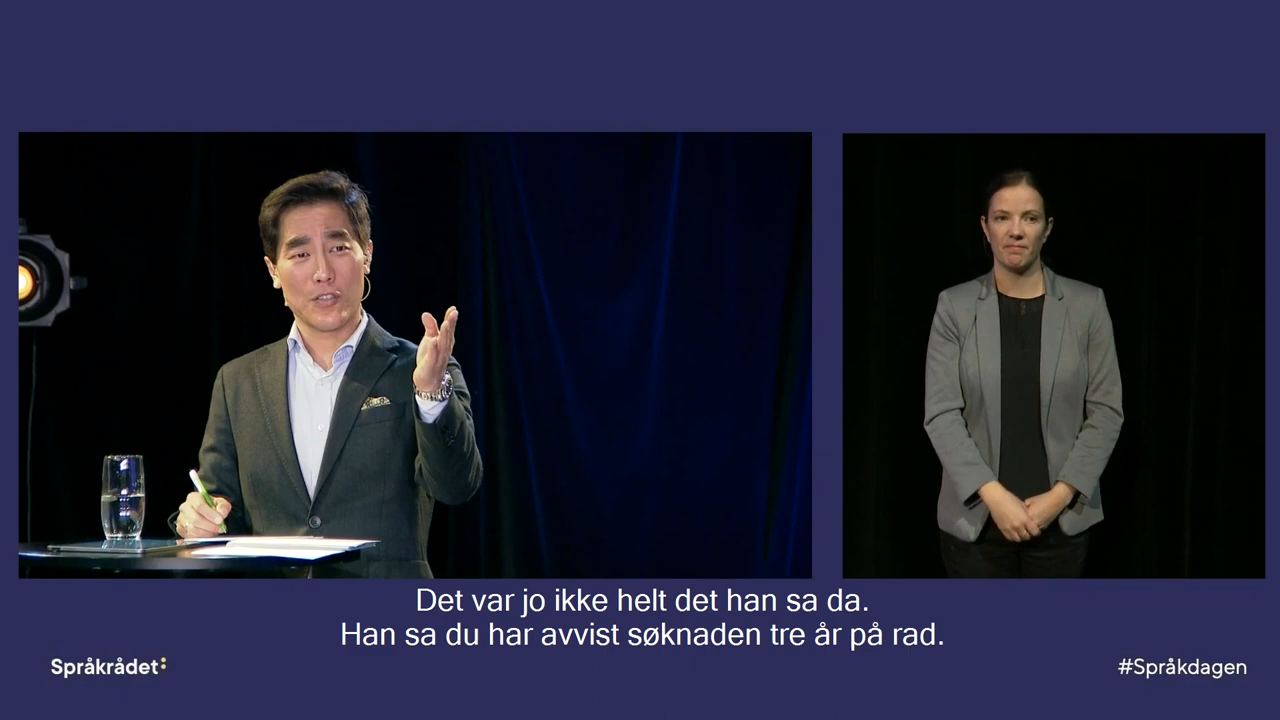 Det var jo ikke helt det han sa da.
Han sa du har avvist søknaden tre år på rad.
Språkrådet:
#Språkdagen